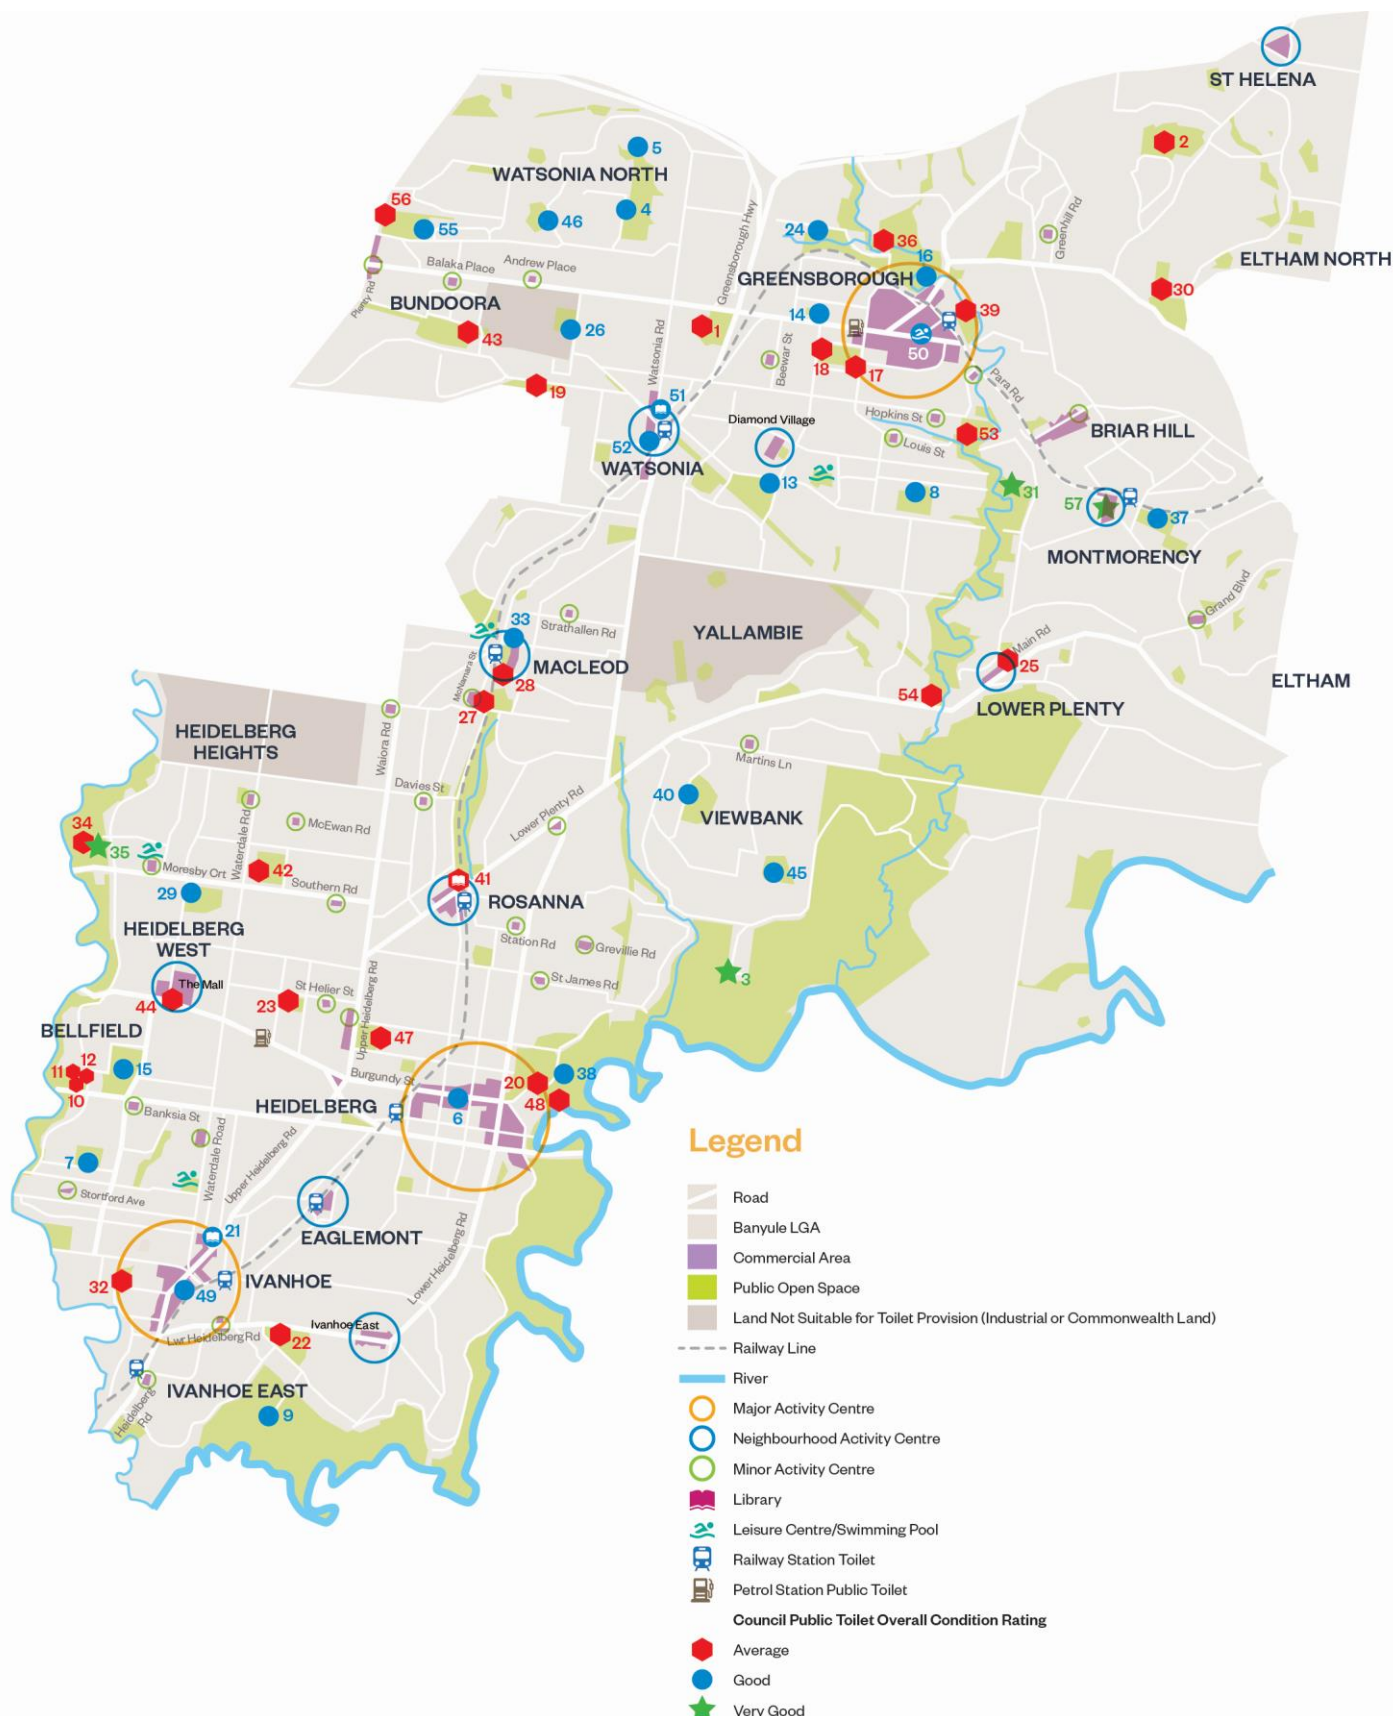 ST HELENA
2
5
WATSONIA NORTH
56
4
55
46
24
36
Greensborough Hwy
Greenhill Rd
16
ELTHAM NORTH
Balaka Place
Andrew Place
GREENSBOROUGH
Plenty Rd
BUNDOORA
30
39
14
43
26
1
Watsonia Rd
Beewar St
50
18
17
Para Rd
19
51
Hopkins St
Diamond Village
53
BRIAR HILL
52
Louis St
WATSONIA
13
8
31
57
37
MONTMORENCY
Grand Blvd
33
Strathallen Rd
YALLAMBIE
Main Rd
McNamara St
MACLEOD
25
28
54
ELTHAM
27
LOWER PLENTY
HEIDELBERG
HEIGHTS
Waiora Rd
Martins Ln
Davies St
40
Lower Plenty Rd
VIEWBANK
34
McEwan Rd
35
Waterdale Rd
Moresby Crt
42
41
45
Southern Rd
29
ROSANNA
HEIDELBERG
WEST
Station Rd
Greville Rd
The Mall
St Helier St
St James Rd
3
44
23
Upper Heidelberg Rd
BELLFIELD
47
12
11
15
Burgundy St
20
38
10
HEIDELBERG
48
Banksia St
6
Waterdale Road
Upper Heidelberg Rd
7
Stortford Ave
Lower Heidelberg Rd
21
EAGLEMONT
32
IVANHOE
49
Ivanhoe East
Lwr Heidelberg Rd
22
Heidelberg
Rd
IVANHOE EAST
9
Legend
Road
Banyule LGA
Commercial Area
Public Open Space
Land Not Suitable for Toilet Provision (Industrial or Commonwealth Land)
Railway Line
River
Major Activity Centre
Neighbourhood Activity Centre
Minor Activity Centre
Library
Leisure Centre/Swimming Pool
Railway Station Toilet
Petrol Station Public Toilet
Council Public Toilet Overall Condition Rating
Average
Good
Very Good